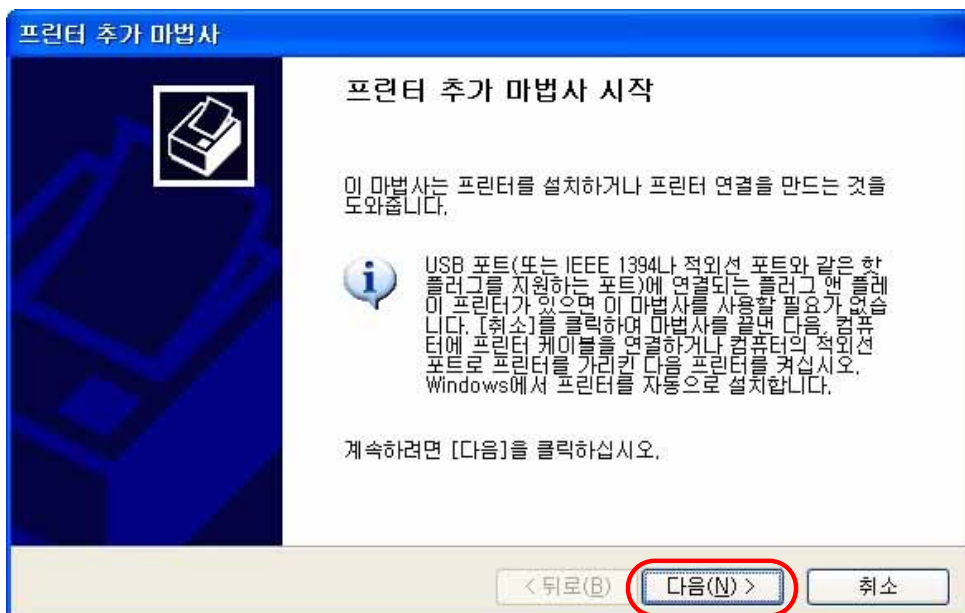 프린터 추가 마법사
프린터 추가 마법사 시작
이 마법사는 프린터를 설치하거나 프린터 연결을 만드는 것을
도와줍니다.
USB 포트(또는 IEEE 1394나 적외선 포트와 같은 핫
플러그를 지원하는 포트)에 연결되는 플러그 앤 플레
이 프린터가 있으면 이 마법사를 사용할 필요가 없습
니다. [취소]를 클릭하여 마법사를 끝낸 다음, 컴퓨
터에 프린터 케이블을 연결하거나 컴퓨터의 적외선
포트로 프린터를 가리킨 다음 프린터를 켜십시오.
Windows에서 프린터를 자동으로 설치합니다.
계속하려면 [다음]을 클릭하십시오.
< 뒤로(B) 다음(N) > 취소